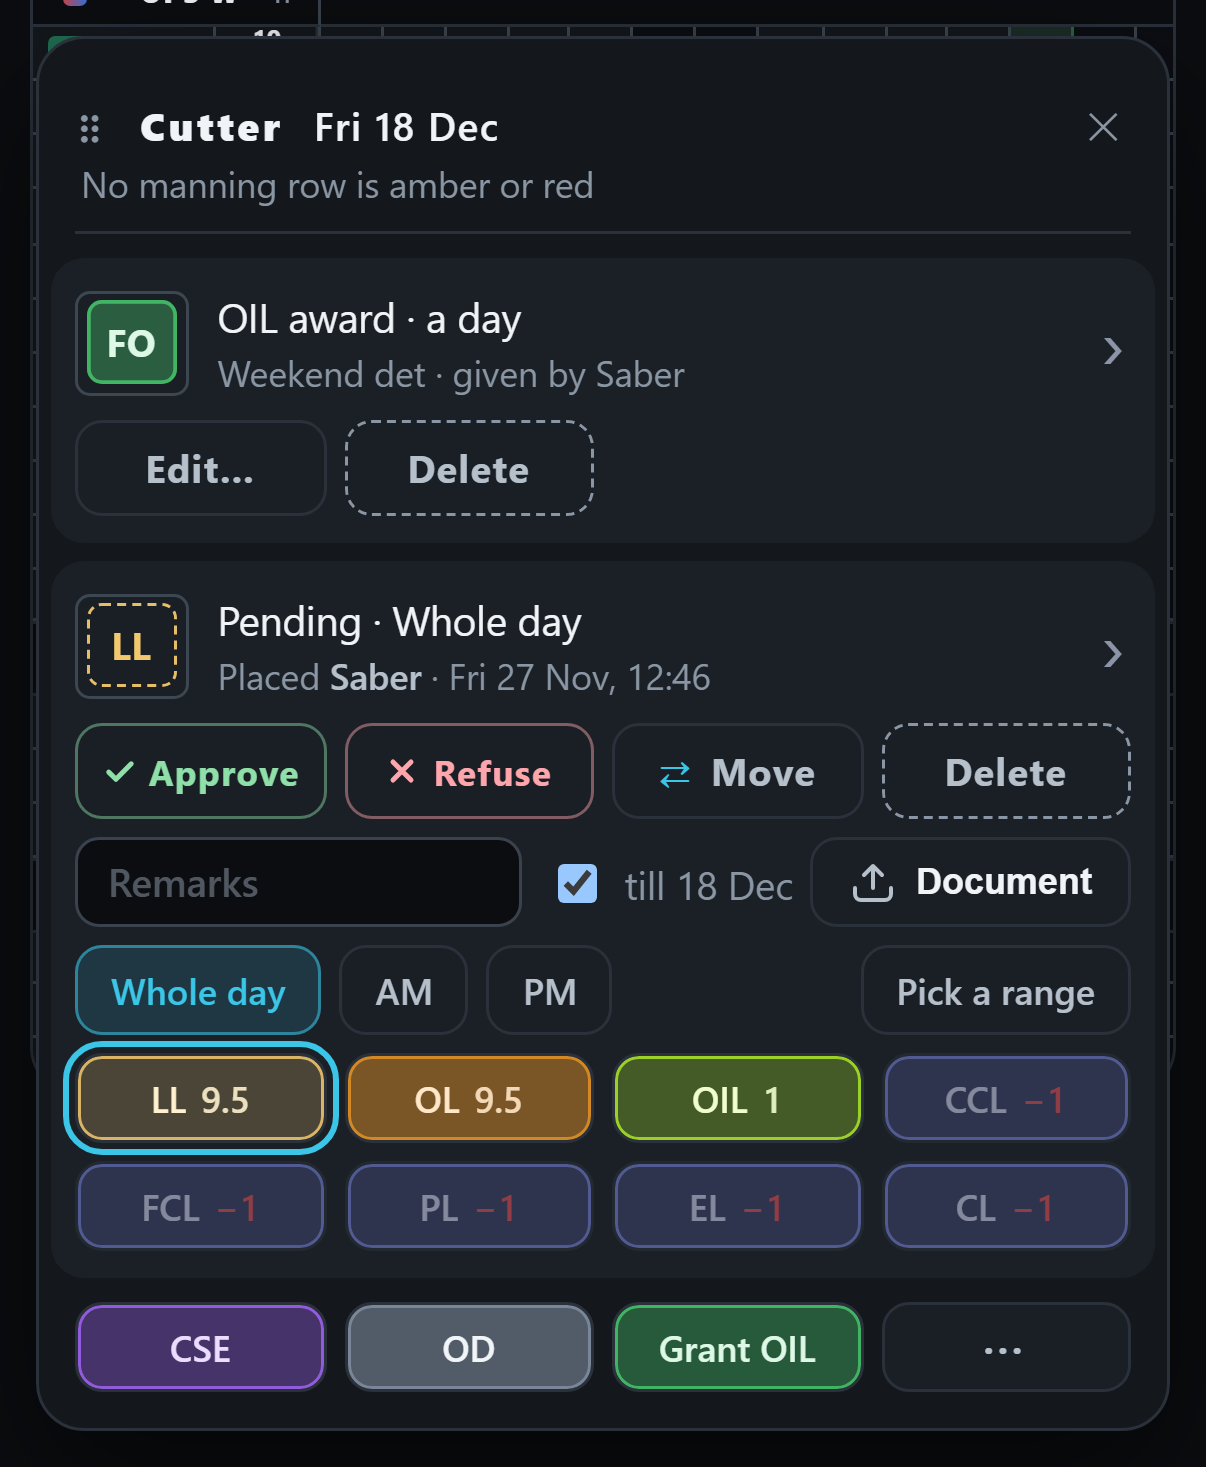 Cutter Fri 18 Dec
No manning row is amber or red
FO
OIL award · a day
Weekend det · given by Saber
Edit...
Delete
LL
Pending · Whole day
Placed Saber · Fri 27 Nov, 12:46
Approve
Refuse
Move
Delete
Remarks
till 18 Dec
Document
Whole day
AM
PM
Pick a range
LL 9.5
OL 9.5
OIL 1
CCL −1
FCL −1
PL −1
EL −1
CL −1
CSE
OD
Grant OIL
...